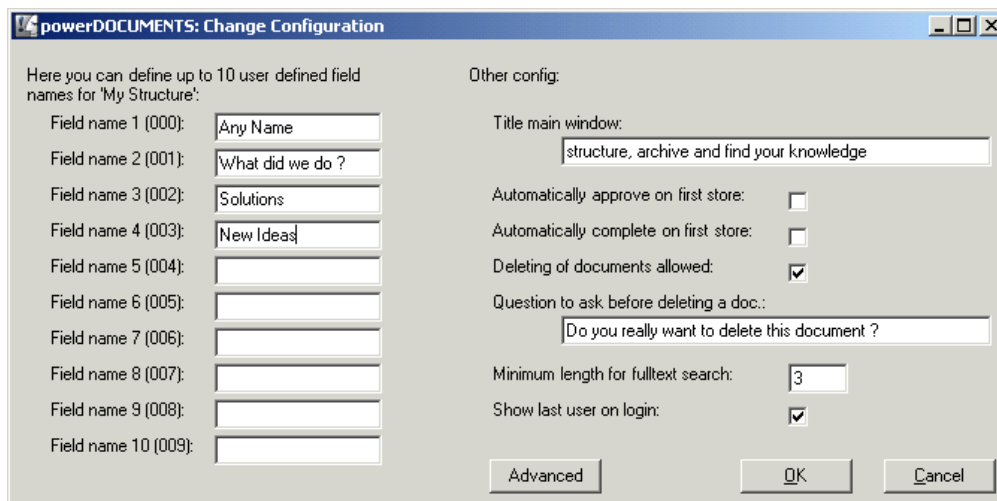 powerDOCUMENTS: Change Configuration
Here you can define up to 10 user defined field
names for 'My Structure':
Field name 1 (000): Any Name
Field name 2 (001): What did we do ?
Field name 3 (002): Solutions
Field name 4 (003): New Ideas
Field name 5 (004):
Field name 6 (005):
Field name 7 (006):
Field name 8 (007):
Field name 9 (008):
Field name 10 (009):
Other config:
Title main window:
structure, archive and find your knowledge
Automatically approve on first store:
Automatically complete on first store:
Deleting of documents allowed:
Question to ask before deleting a doc.:
Do you really want to delete this document ?
Minimum length for fulltext search: 3
Show last user on login:
Advanced OK Cancel